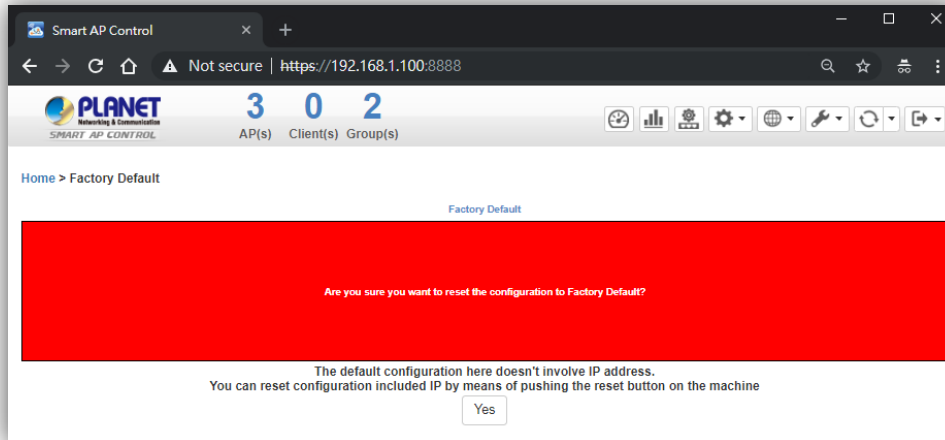 Smart AP Control
Not secure | https://192.168.1.100:8888
PLANET
Networking & Communication
SMART AP CONTROL
3 0 2
AP(s) Client(s) Group(s)
Home > Factory Default
Factory Default
Are you sure you want to reset the configuration to Factory Default?
The default configuration here doesn't involve IP address.
You can reset configuration included IP by means of pushing the reset button on the machine
Yes